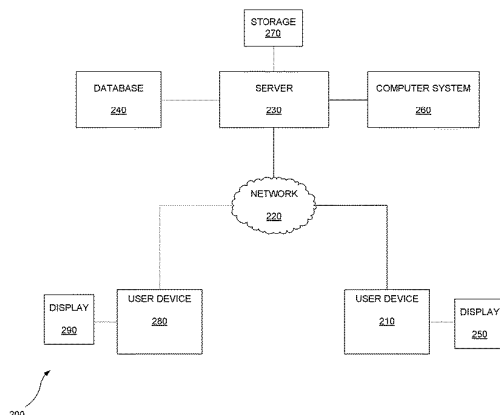 STORAGE
270
DATABASE
240
SERVER
230
COMPUTER SYSTEM
260
NETWORK
220
DISPLAY
290
USER DEVICE
280
USER DEVICE
210
DISPLAY
250
200